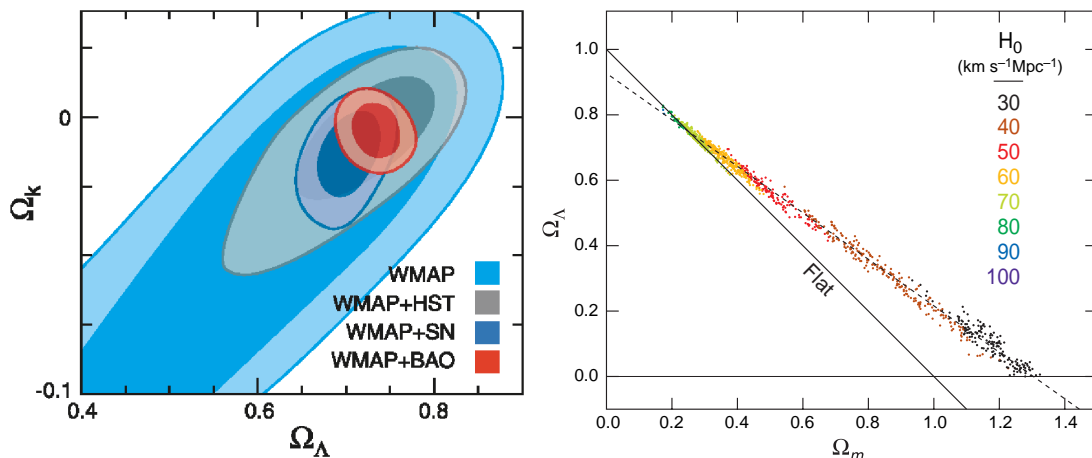 0
Ωk
-0.1
0.4
0.6
0.8
ΩΛ
WMAP
WMAP+HST
WMAP+SN
WMAP+BAO
1.0
0.8
0.6
0.4
0.2
0.0
ΩΛ
0.0
0.2
0.4
0.6
0.8
1.0
1.2
1.4
Ωm
Flat
H0
(km s−1Mpc−1)
30
40
50
60
70
80
90
100